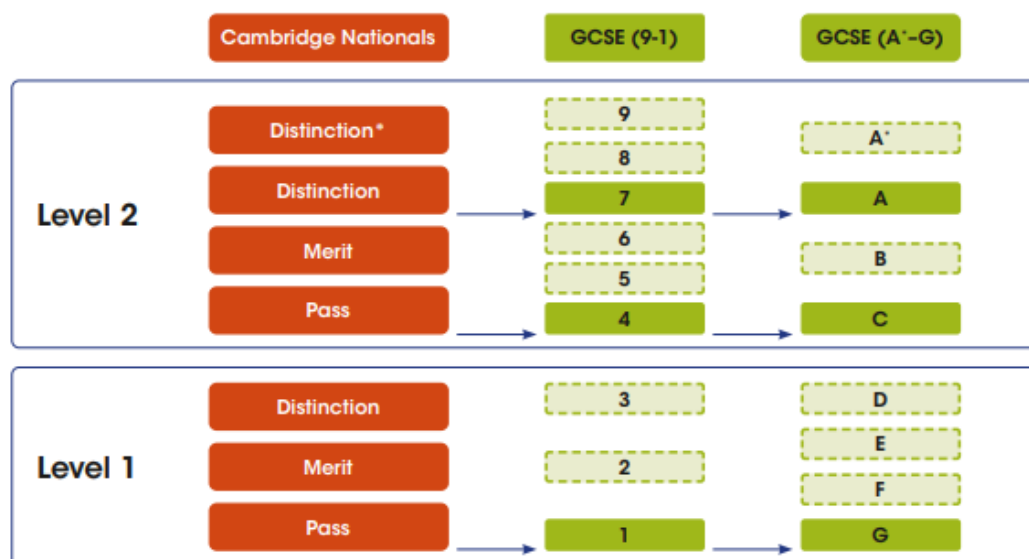 Cambridge Nationals GCSE (9-1) GCSE (A*-G)
Level 2
Distinction*
Distinction
Merit
Pass
9
8
7
6
5
4
A*
A
B
C
Level 1
Distinction
Merit
Pass
3
2
1
D
E
F
G